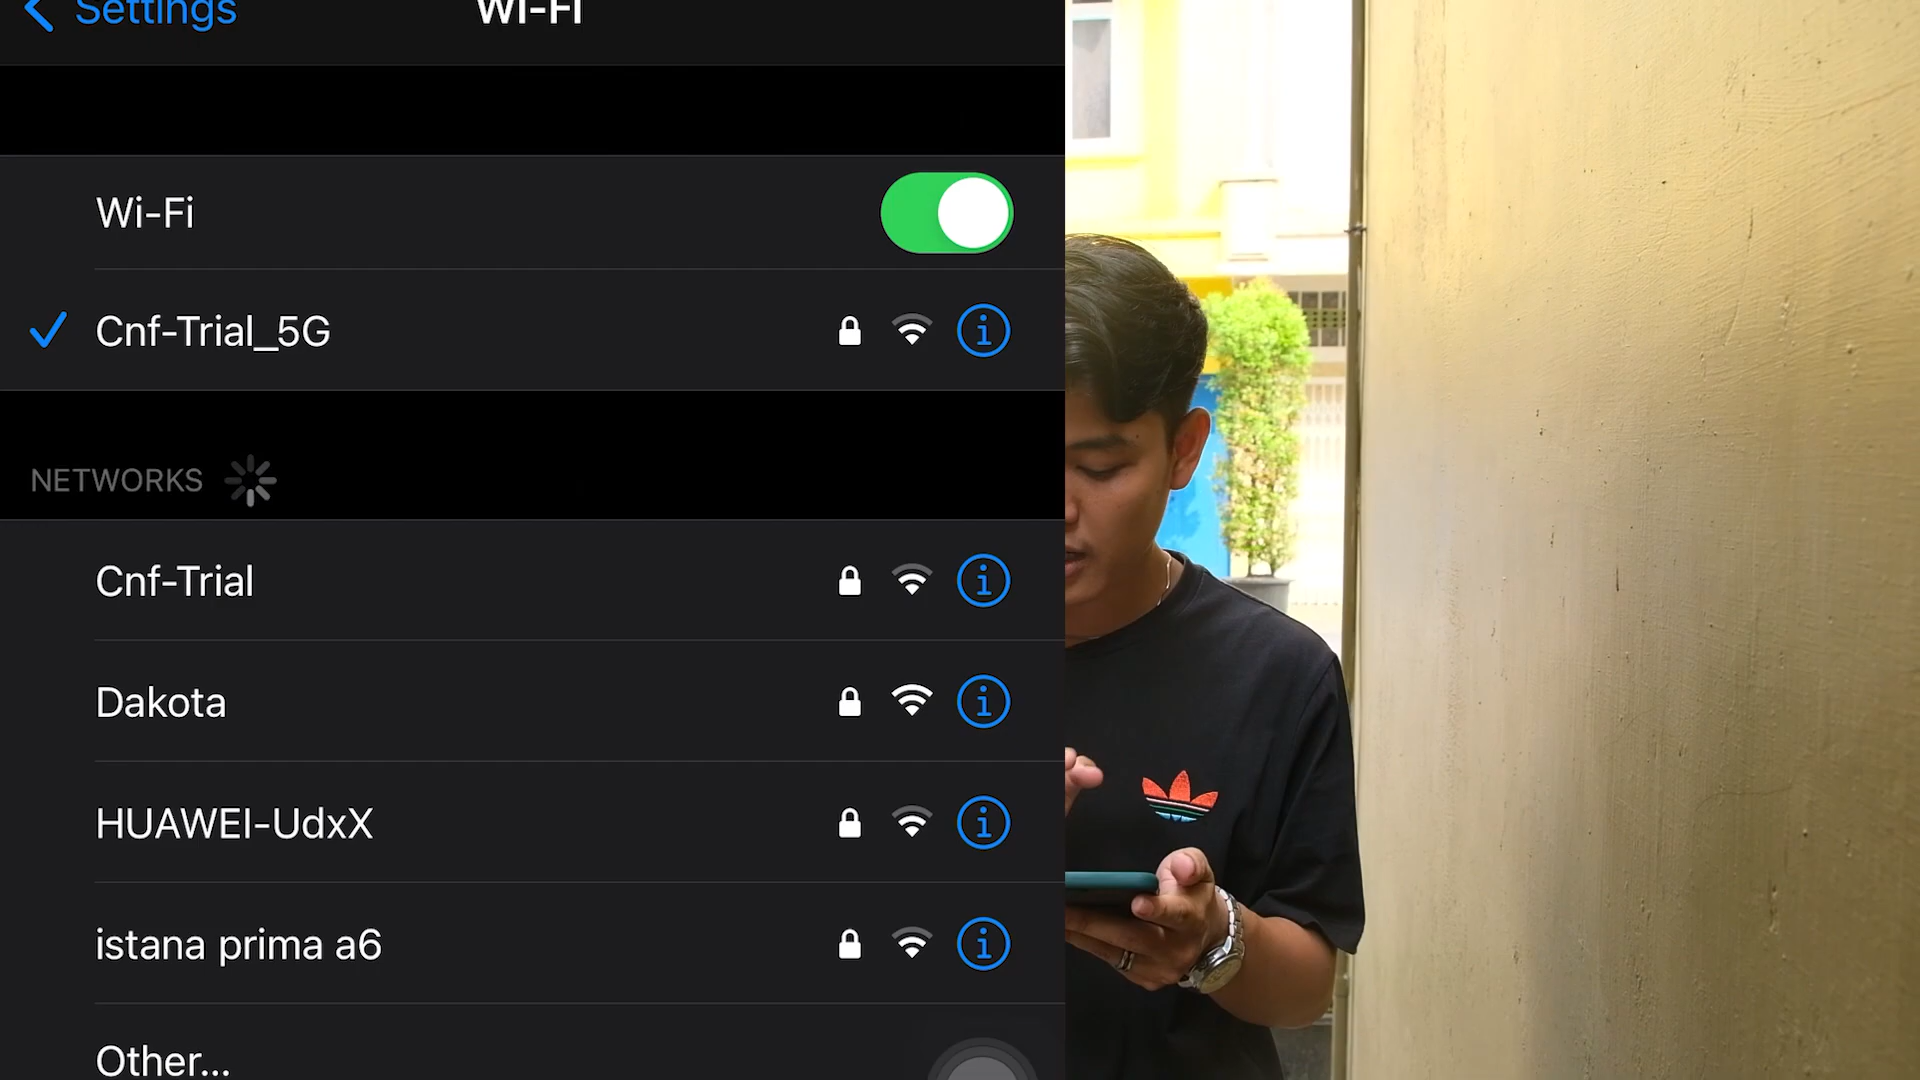 Settings
Wi-Fi
Wi-Fi
Cnf-Trial_5G
NETWORKS
Cnf-Trial
Dakota
HUAWEI-UdxX
istana prima a6
Other...